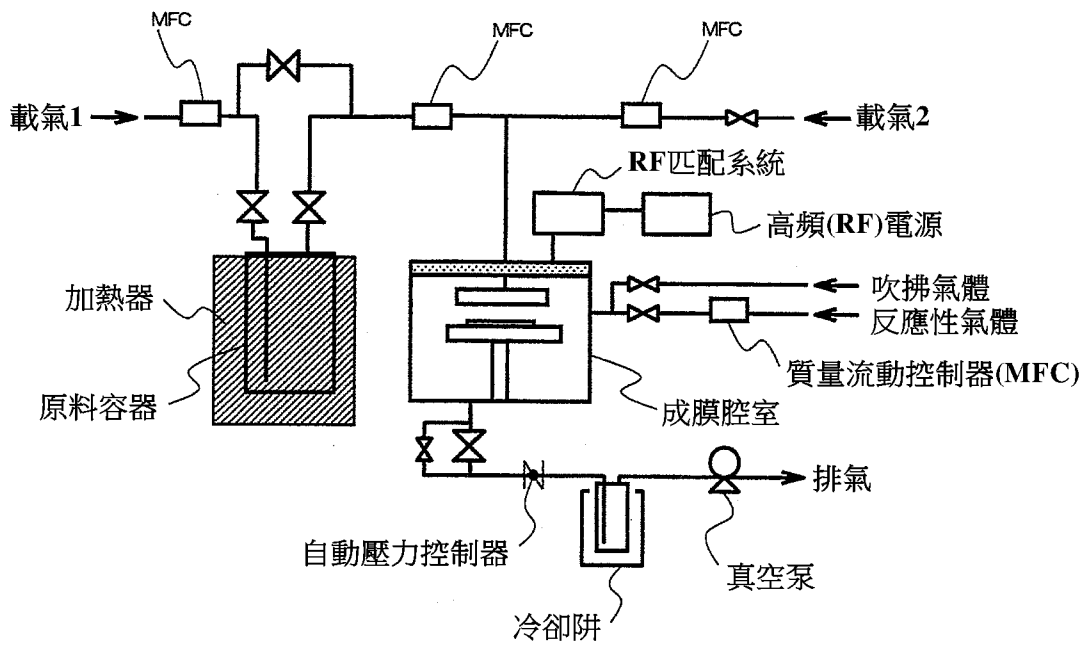 MFC
MFC
MFC
載氣1
載氣2
RF匹配系統
高頻(RF)電源
加熱器
原料容器
吹拂氣體
反應性氣體
質量流動控制器(MFC)
成膜腔室
排氣
自動壓力控制器
真空泵
冷卻阱